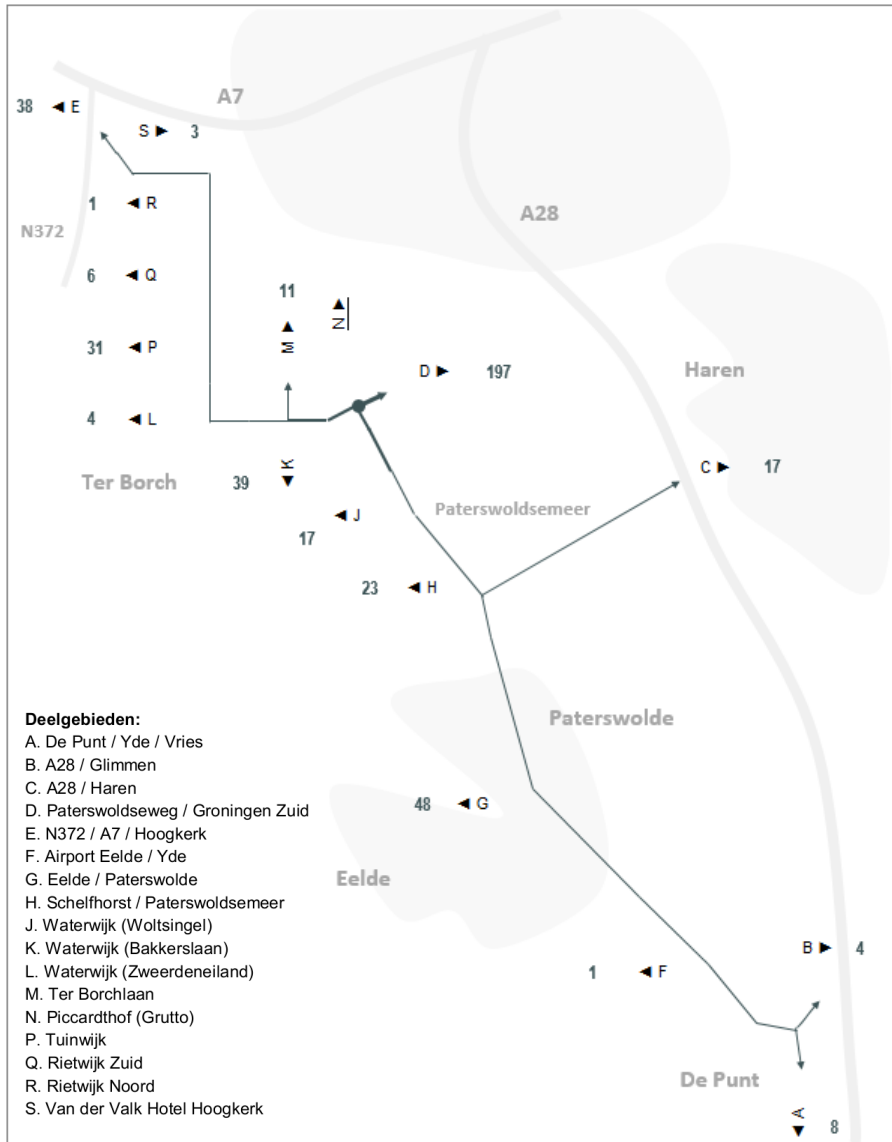 A7
38 ◄ E
S ► 3
1 ◄ R
A28
N372
6 ◄ Q
11
N ►
M ►
31 ◄ P
D ► 197
Haren
4 ◄ L
C ► 17
Ter Borch
39
K ►
Paterswoldsemeer
◄ J
17
23 ◄ H
Paterswolde
Deelgebieden:
A. De Punt / Yde / Vries
B. A28 / Glimmen
C. A28 / Haren
D. Paterswoldseweg / Groningen Zuid
E. N372 / A7 / Hoogkerk
F. Airport Eelde / Yde
G. Eelde / Paterswolde
H. Schelfhorst / Paterswoldsemeer
J. Waterwijk (Woltsingel)
K. Waterwijk (Bakkerslaan)
L. Waterwijk (Zweerdeneiland)
M. Ter Borchlaan
N. Piccardthof (Grutto)
P. Tuinwijk
Q. Rietwijk Zuid
R. Rietwijk Noord
S. Van der Valk Hotel Hoogkerk
48 ◄ G
Eelde
B ► 4
1 ◄ F
De Punt
◄ A
8